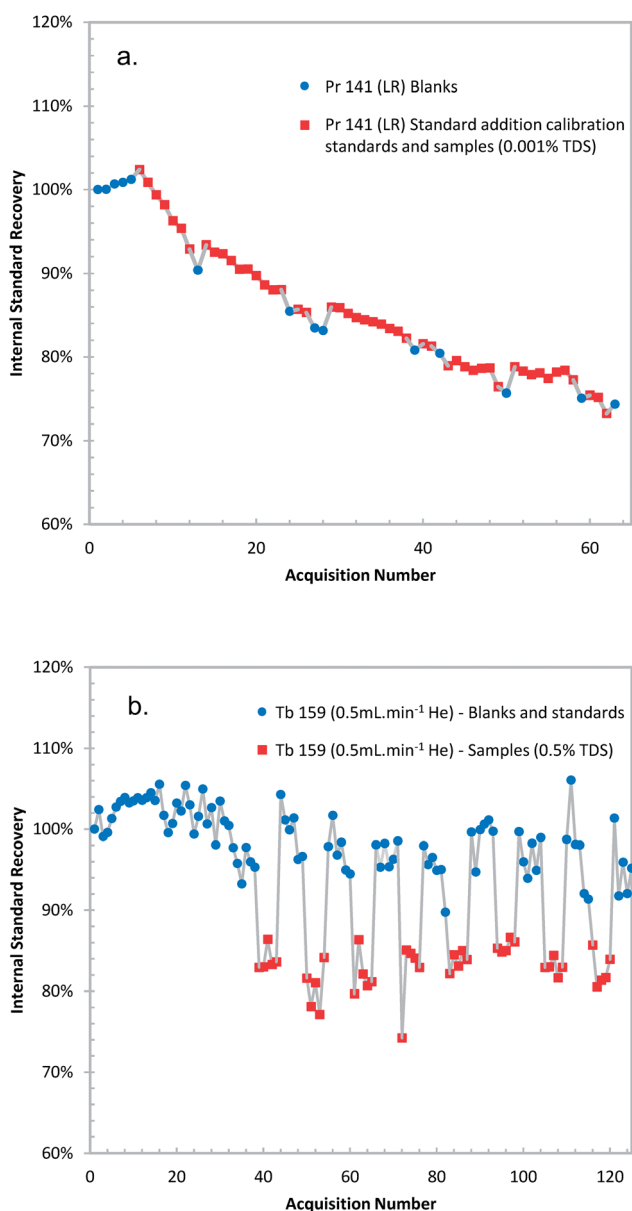 120%
a.
Pr 141 (LR) Blanks
110%
Pr 141 (LR) Standard addition calibration
standards and samples (0.001% TDS)
100%
90%
80%
70%
60%
Internal Standard Recovery
0 20 40 60
Acquisition Number
120%
b.
Tb 159 (0.5mL.min⁻¹ He) - Blanks and standards
Tb 159 (0.5mL.min⁻¹ He) - Samples (0.5% TDS)
110%
100%
90%
80%
70%
60%
Internal Standard Recovery
0 20 40 60 80 100 120
Acquisition Number